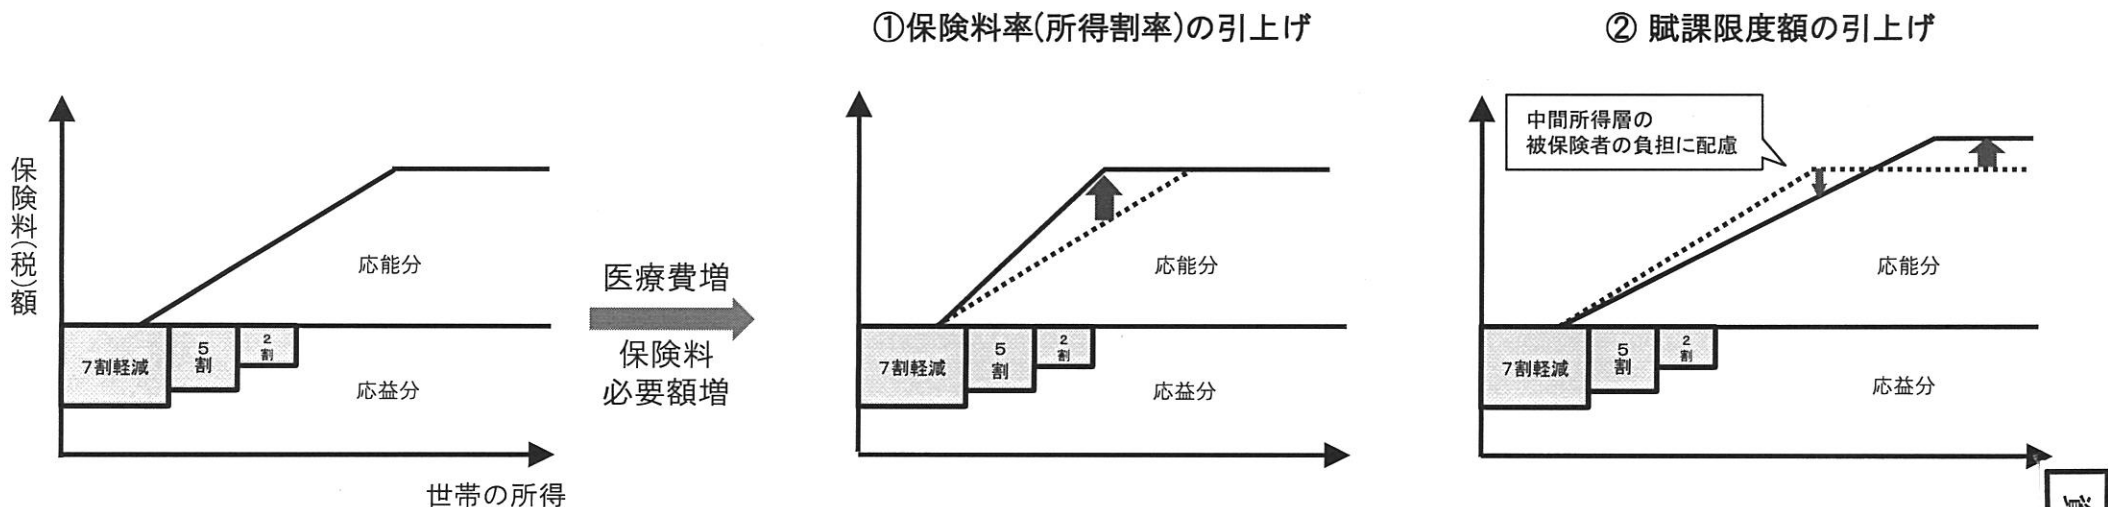 ①保険料率(所得割率)の引上げ
② 賦課限度額の引上げ
保険料(税)額
応能分
7割軽減
5割
2割
応益分
世帯の所得
医療費増
保険料
必要額増
応能分
7割軽減
5割
2割
応益分
中間所得層の
被保険者の負担に配慮
応能分
7割軽減
5割
2割
応益分